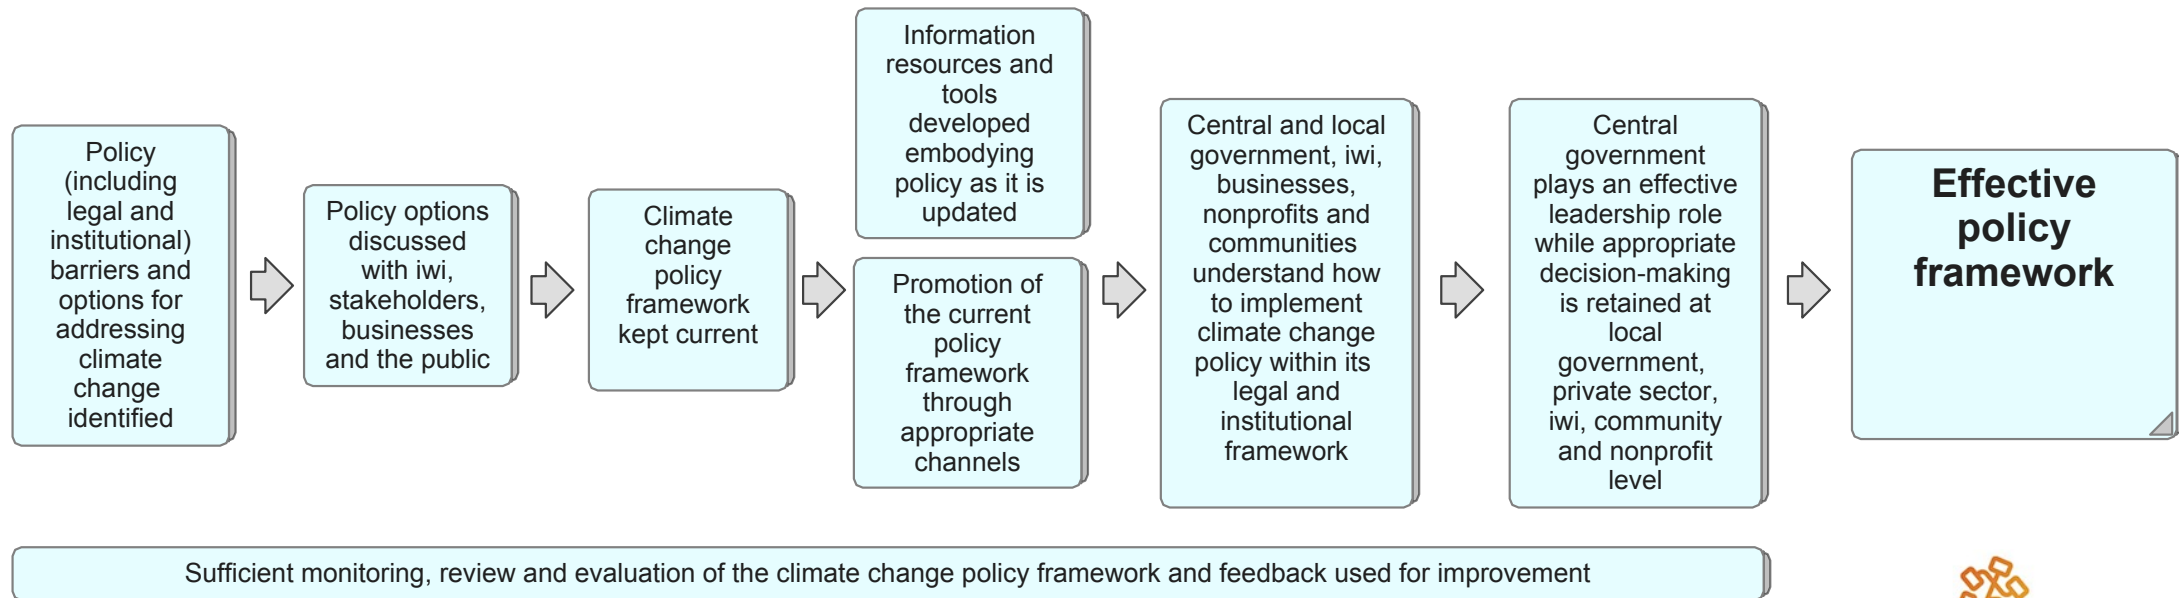 Policy
(including
legal and
institutional)
barriers and
options for
addressing
climate
change
identified
Policy options
discussed
with iwi,
stakeholders,
businesses
and the public
Climate
change
policy
framework
kept current
Information
resources and
tools
developed
embodying
policy as it is
updated
Promotion of
the current
policy
framework
through
appropriate
channels
Central and local
government, iwi,
businesses,
nonprofits and
communities
understand how
to implement
climate change
policy within its
legal and
institutional
framework
Central
government
plays an effective
leadership role
while appropriate
decision-making
is retained at
local
government,
private sector,
iwi, community
and nonprofit
level
Effective
policy
framework
Sufficient monitoring, review and evaluation of the climate change policy framework and feedback used for improvement